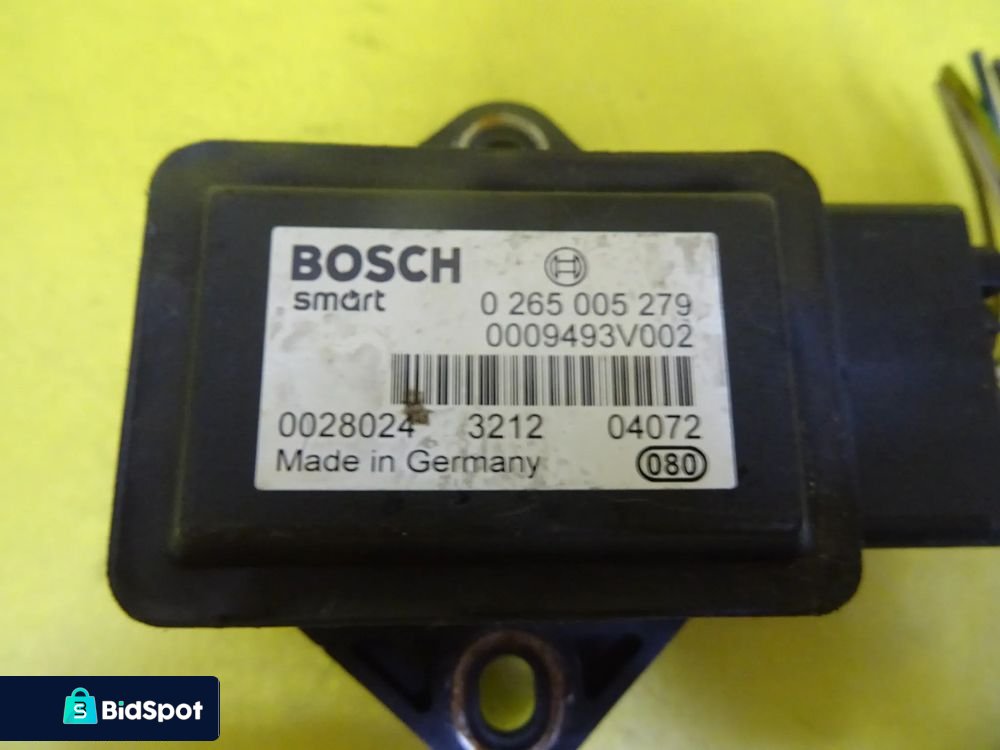 BOSCH
smart
0 265 005 279
0009493V002
0028024 3212 04072
Made in Germany
080
BidSpot